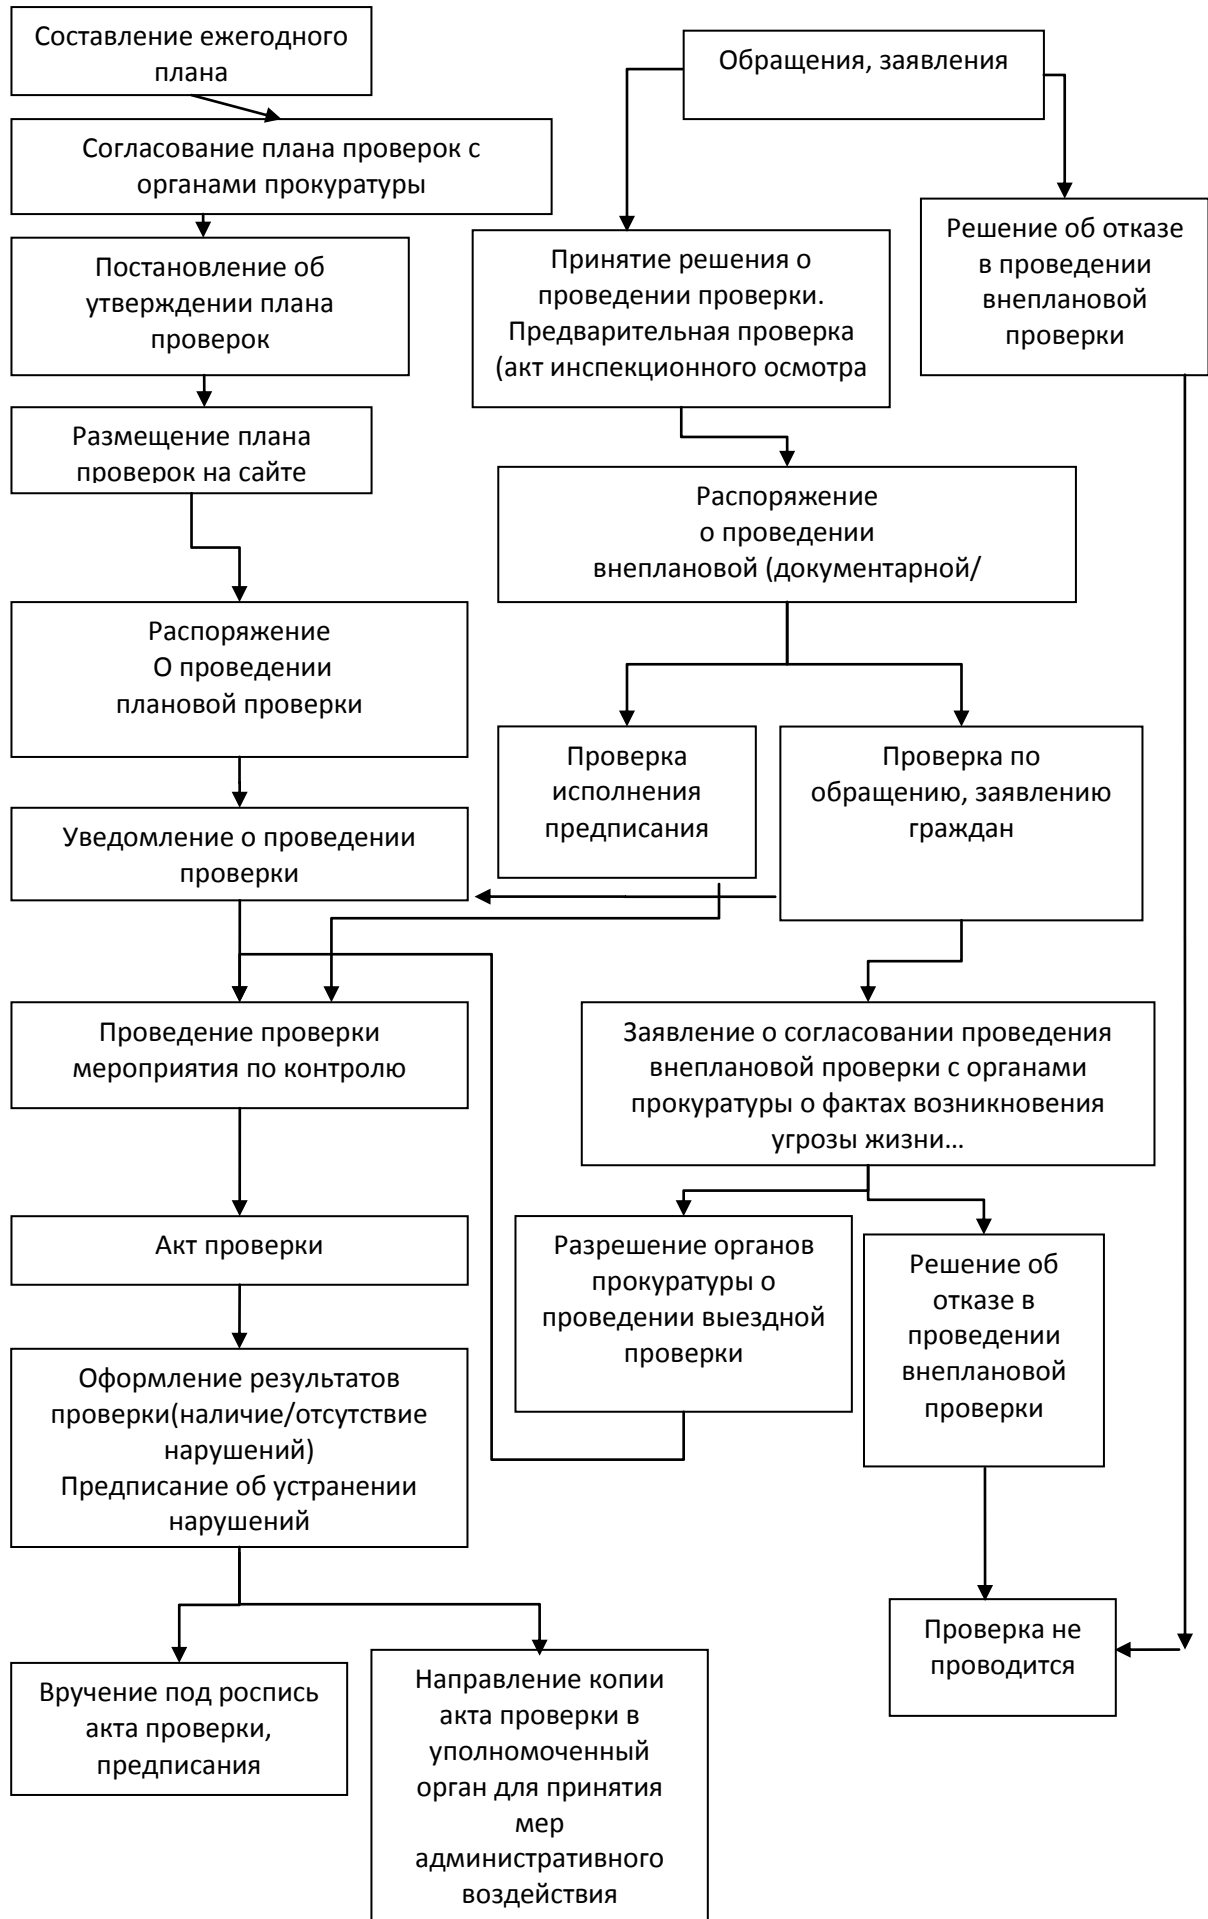 Составление ежегодного
плана
Обращения, заявления
Согласование плана проверок с
органами прокуратуры
Решение об отказе
в проведении
внеплановой
проверки
Постановление об
утверждении плана
проверок
Принятие решения о
проведении проверки.
Предварительная проверка
(акт инспекционного осмотра
Размещение плана
проверок на сайте
Распоряжение
о проведении
внеплановой (документарной/
Распоряжение
О проведении
плановой проверки
Проверка
исполнения
предписания
Проверка по
обращению, заявлению
граждан
Уведомление о проведении
проверки
Проведение проверки
мероприятия по контролю
Заявление о согласовании проведения
внеплановой проверки с органами
прокуратуры о фактах возникновения
угрозы жизни…
Акт проверки
Разрешение органов
прокуратуры о
проведении выездной
проверки
Решение об
отказе в
проведении
внеплановой
проверки
Оформление результатов
проверки(наличие/отсутствие
нарушений)
Предписание об устранении
нарушений
Проверка не
проводится
Вручение под роспись
акта проверки,
предписания
Направление копии
акта проверки в
уполномоченный
орган для принятия
мер
административного
воздействия